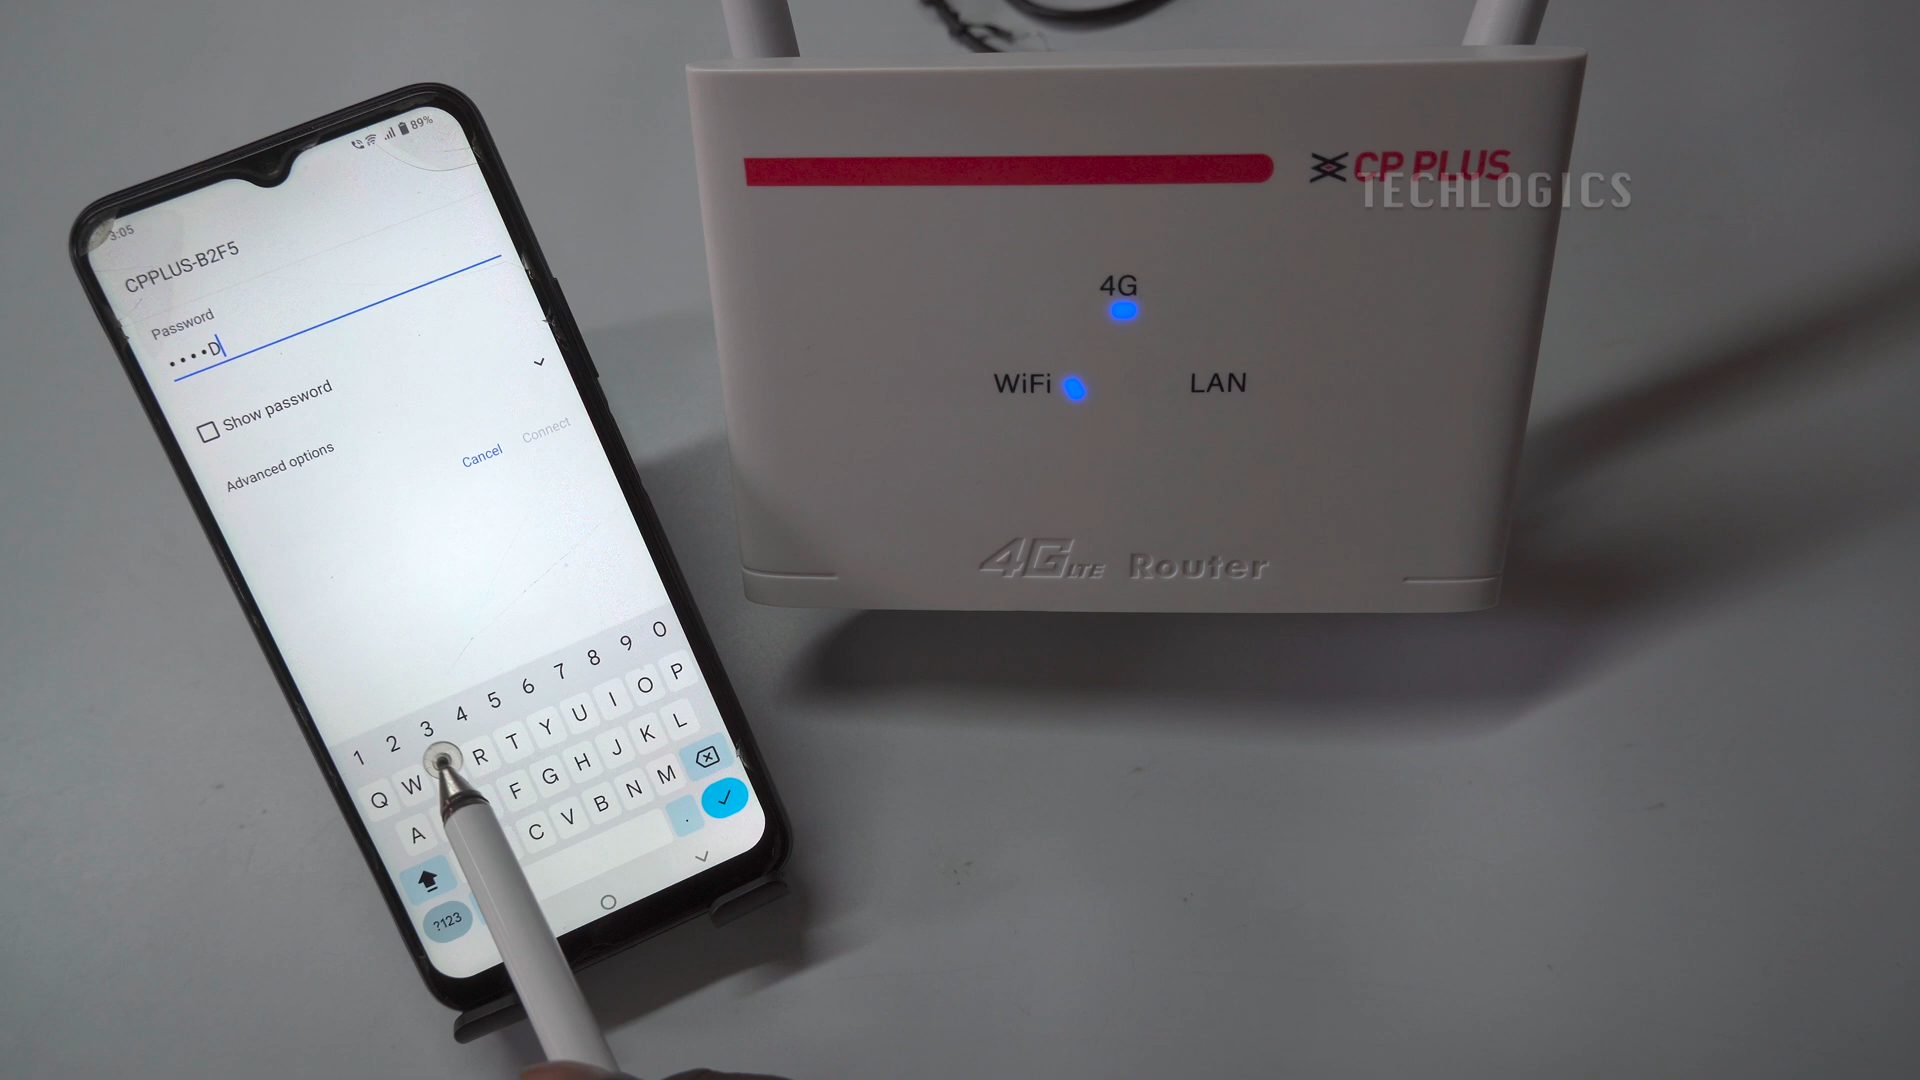 3:05
89%
CPPLUS-B2F5
Password
••••D
Show password
Advanced options
Cancel
Connect
1 2 3 4 5 6 7 8 9 0
Q W R T Y U I O P
A F G H J K L
C V B N M
?123
.
CP PLUS
TECHLOGICS
4G
WiFi
LAN
4G LTE Router